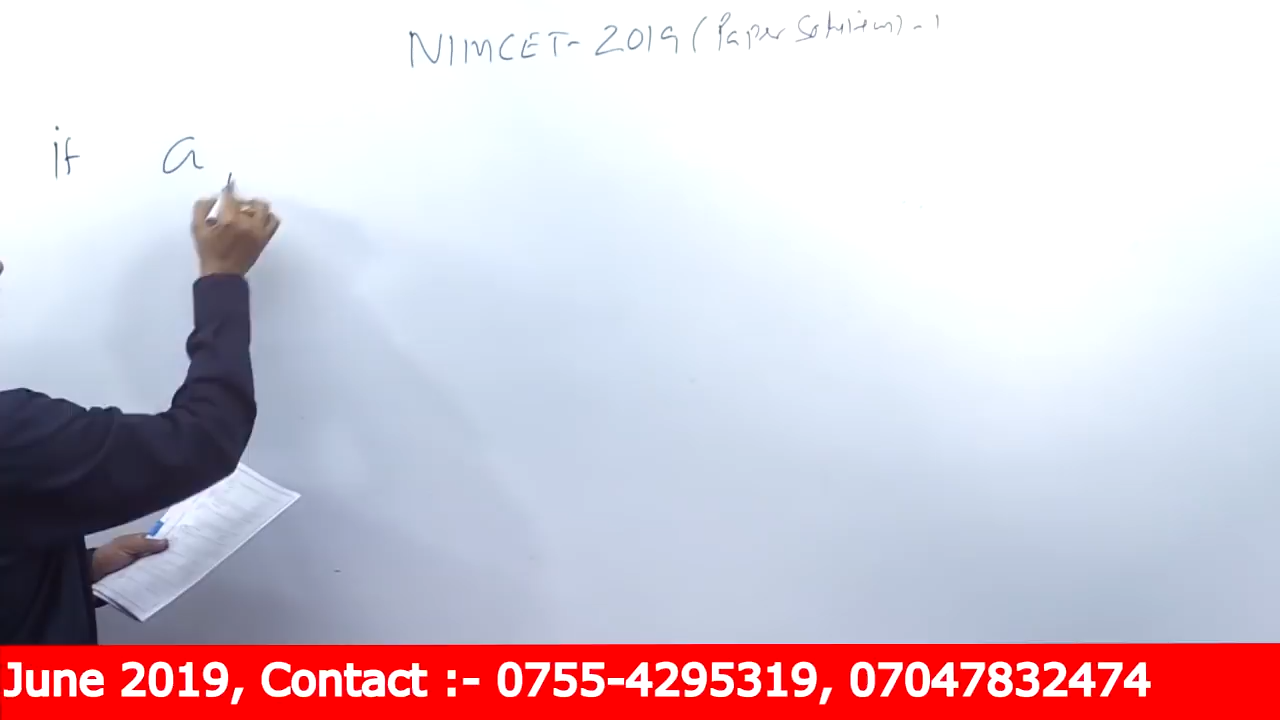 NIMCET-2019 (Paper Solution) - 1
if a
June 2019, Contact :- 0755-4295319, 07047832474